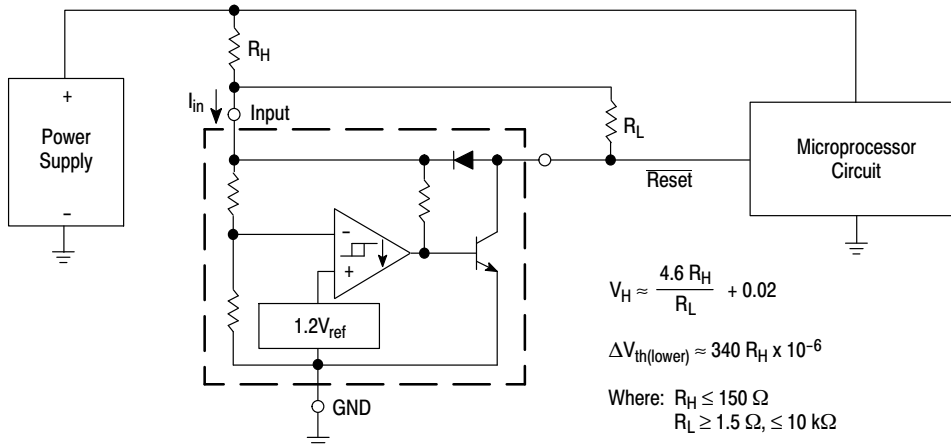 R_H
I_in
Input
+
Power
Supply
−
R_L
Reset
Microprocessor
Circuit
−
+
1.2V_ref
GND
V_H ≈ 4.6 R_H / R_L + 0.02
ΔV_th(lower) ≈ 340 R_H x 10^−6
Where: R_H ≤ 150 Ω
R_L ≥ 1.5 Ω, ≤ 10 kΩ